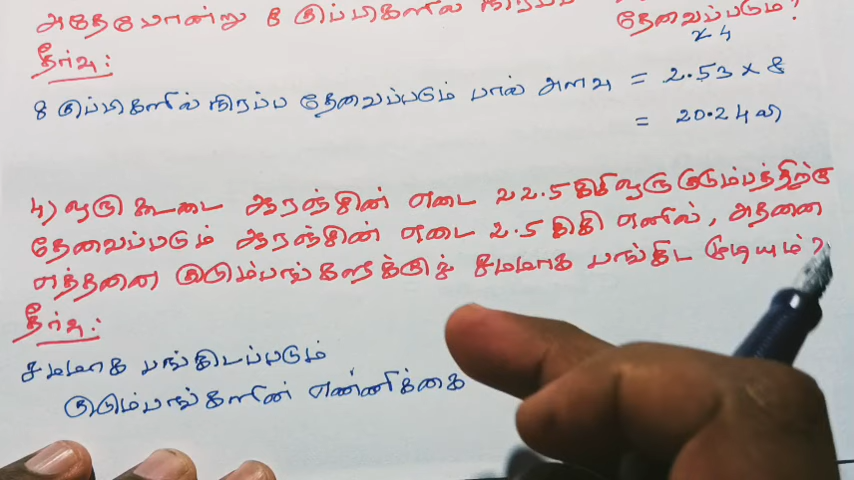 அதேபோன்று 8 குப்பிகளில் நிரப்ப
தேவைப்படும்?
தீர்வு:
x 4
8 குப்பிகளில் நிரப்ப தேவைப்படும் பால் அளவு = 2.53 x 8
= 20.24 லி
4) ஒரு கூடை ஆரஞ்சின் எடை 22.5 கிகி ஒரு குடும்பத்திற்கு
தேவைப்படும் ஆரஞ்சின் எடை 2.5 கிகி எனில், அதனை
எத்தனை குடும்பங்களுக்குச் சமமாக பங்கிட முடியும்?
தீர்வு:
சமமாக பங்கிடப்படும்
குடும்பங்களின் எண்ணிக்கை